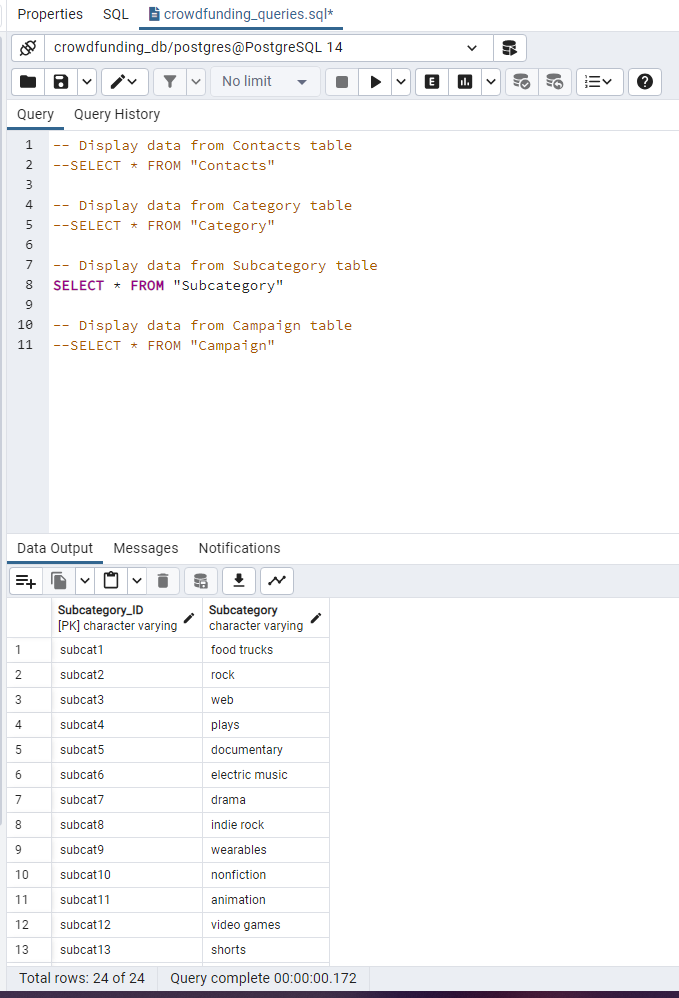 Properties SQL crowdfunding_queries.sql*
crowdfunding_db/postgres@PostgreSQL 14
No limit E
Query Query History
1 -- Display data from Contacts table
2 --SELECT * FROM "Contacts"
3
4 -- Display data from Category table
5 --SELECT * FROM "Category"
6
7 -- Display data from Subcategory table
8 SELECT * FROM "Subcategory"
9
10 -- Display data from Campaign table
11 --SELECT * FROM "Campaign"
Data Output Messages Notifications
Subcategory_ID Subcategory
[PK] character varying character varying
1 subcat1 food trucks
2 subcat2 rock
3 subcat3 web
4 subcat4 plays
5 subcat5 documentary
6 subcat6 electric music
7 subcat7 drama
8 subcat8 indie rock
9 subcat9 wearables
10 subcat10 nonfiction
11 subcat11 animation
12 subcat12 video games
13 subcat13 shorts
Total rows: 24 of 24 Query complete 00:00:00.172